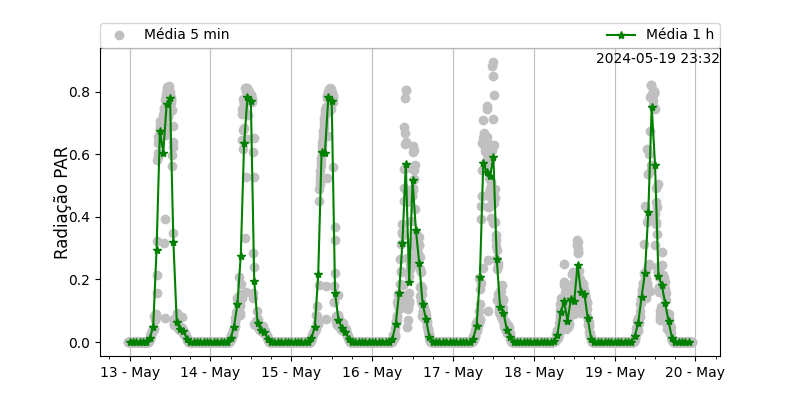 Média 5 min
Média 1 h
2024-05-19 23:32
Radiação PAR
0.8
0.6
0.4
0.2
0.0
13 - May
14 - May
15 - May
16 - May
17 - May
18 - May
19 - May
20 - May